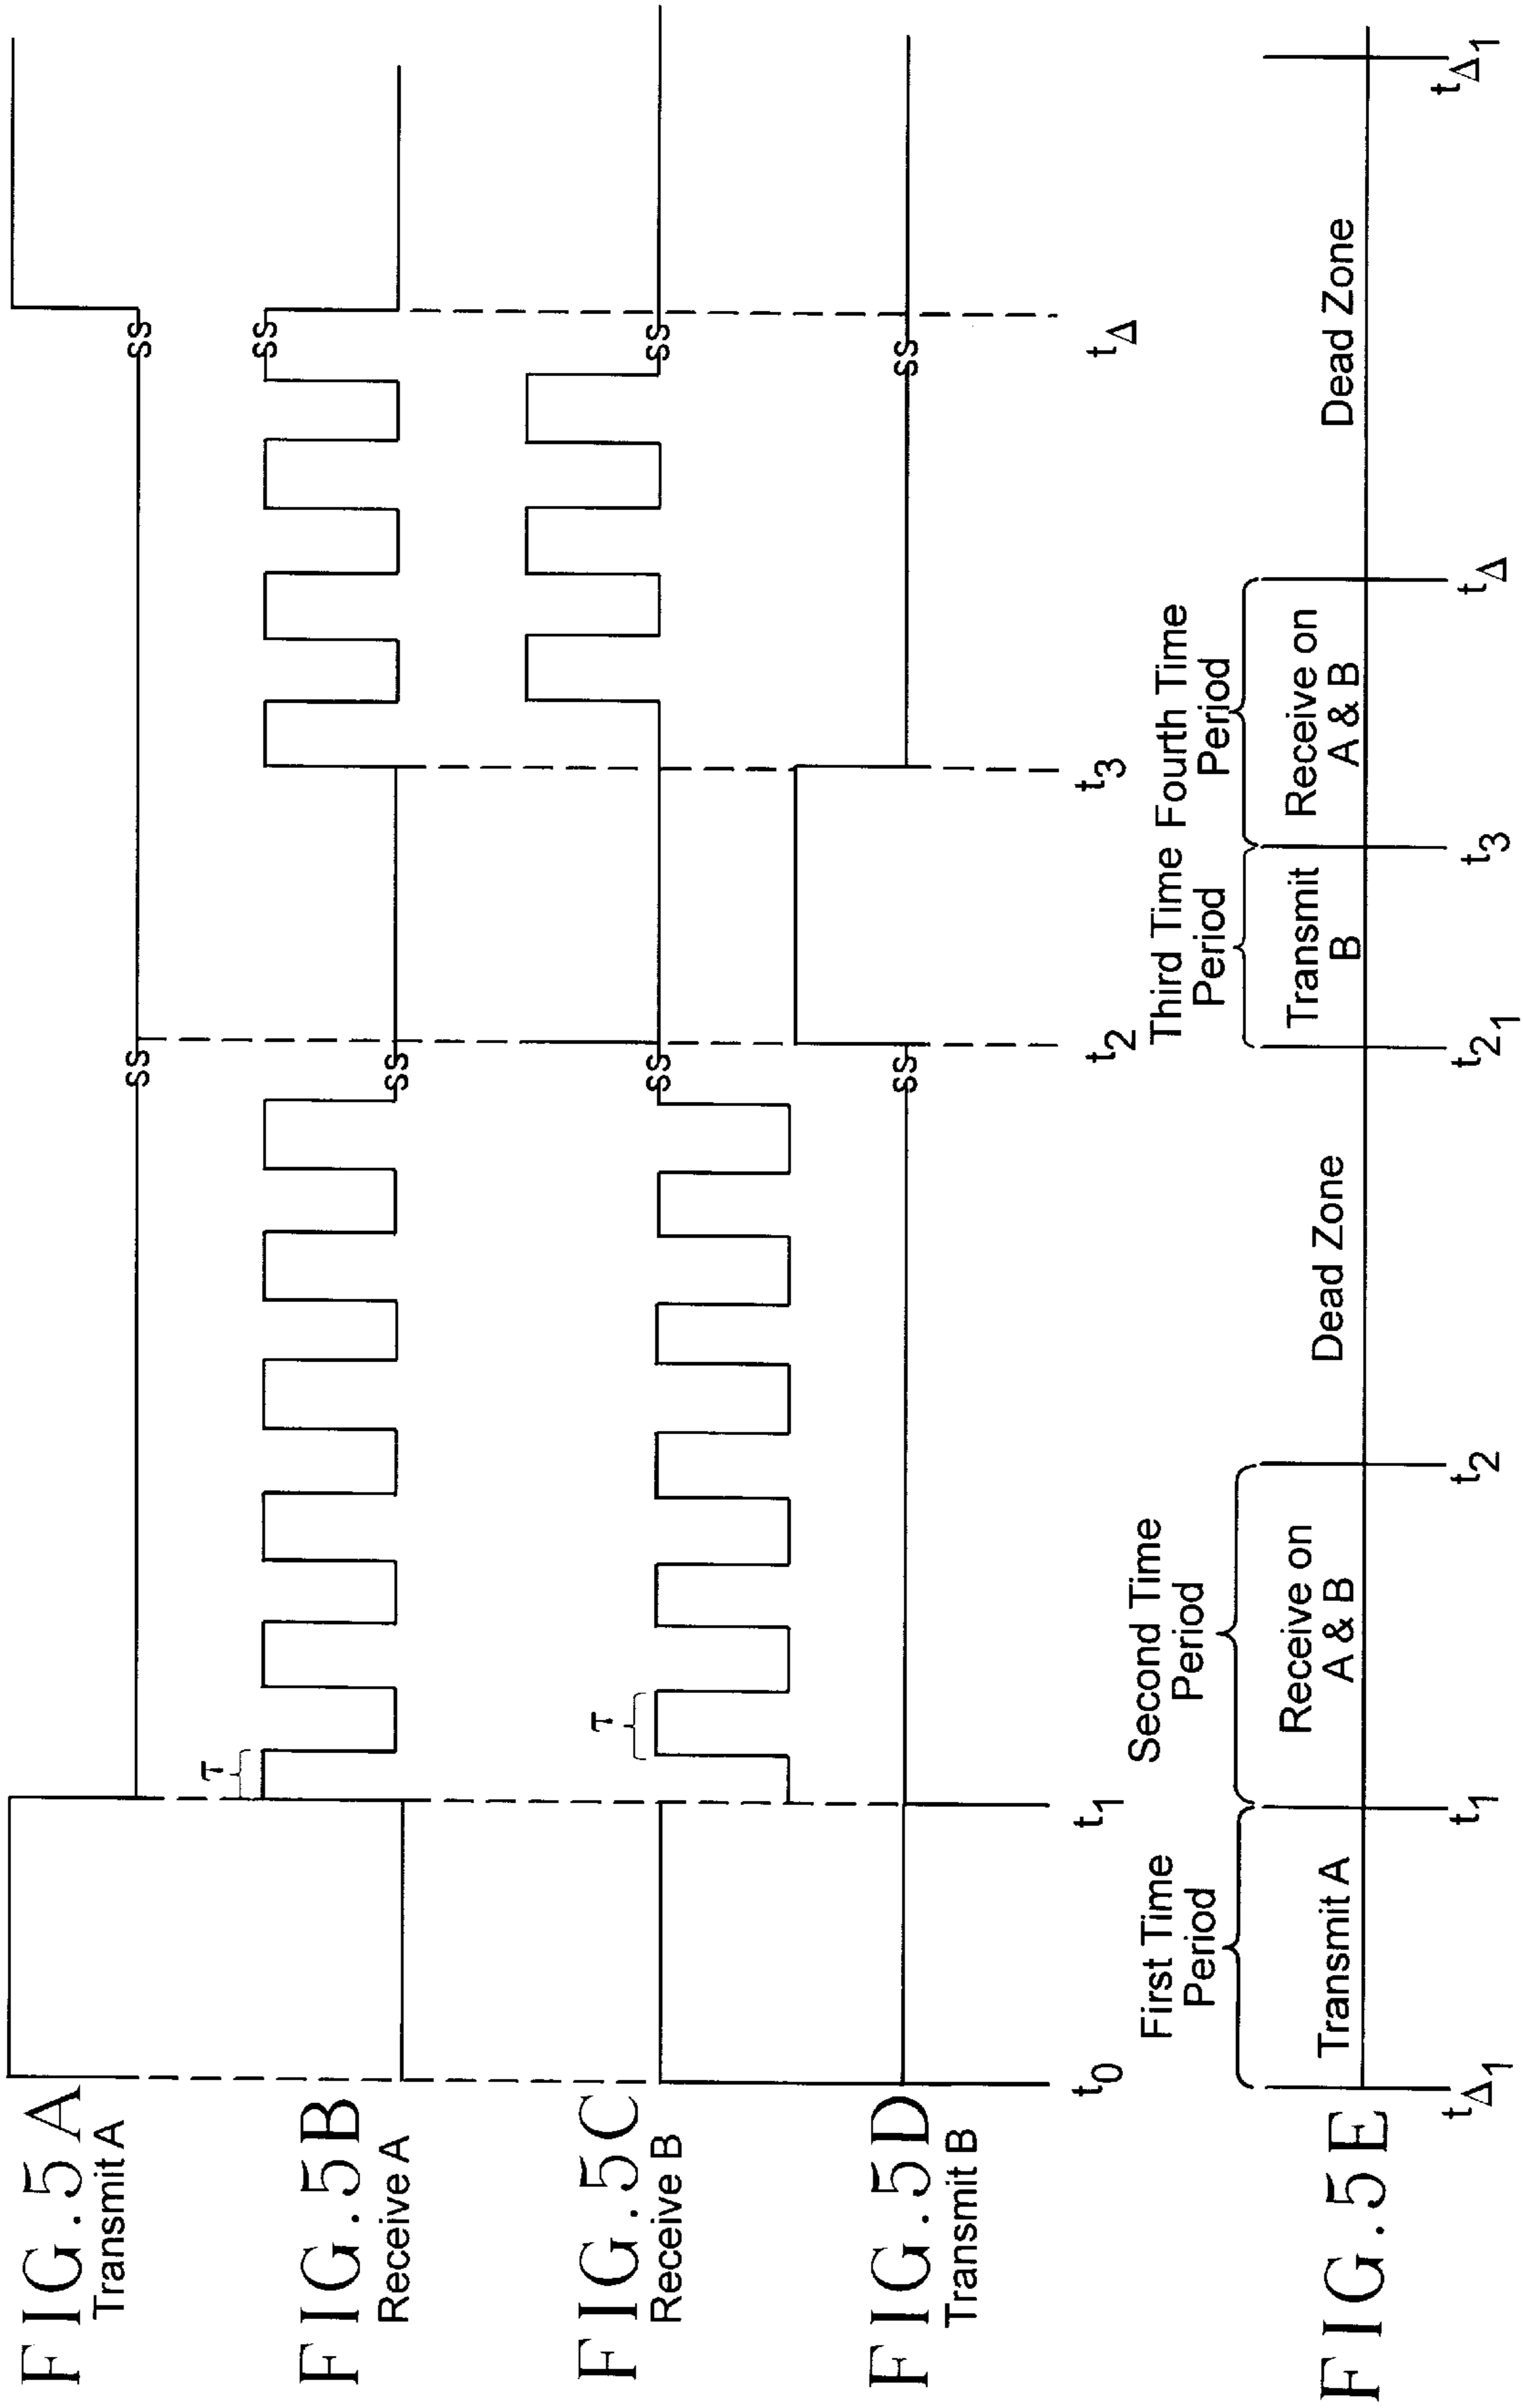 FIG.5 A
Transmit A
ss
ss
FIG.5B
Receive A
τ
ss
ss
FIG.5C
Receive B
τ
ss
ss
FIG.5D
Transmit B
ss
ss
t0
t1
t2
t3
tΔ
First Time
Period
Second Time
Period
Third Time
Period
Fourth Time
Period
FIG.5E
Transmit A
Receive on
A & B
Dead Zone
Transmit
B
Receive on
A & B
Dead Zone
tΔ1
t1
t2
t21
t3
tΔ
tΔ1